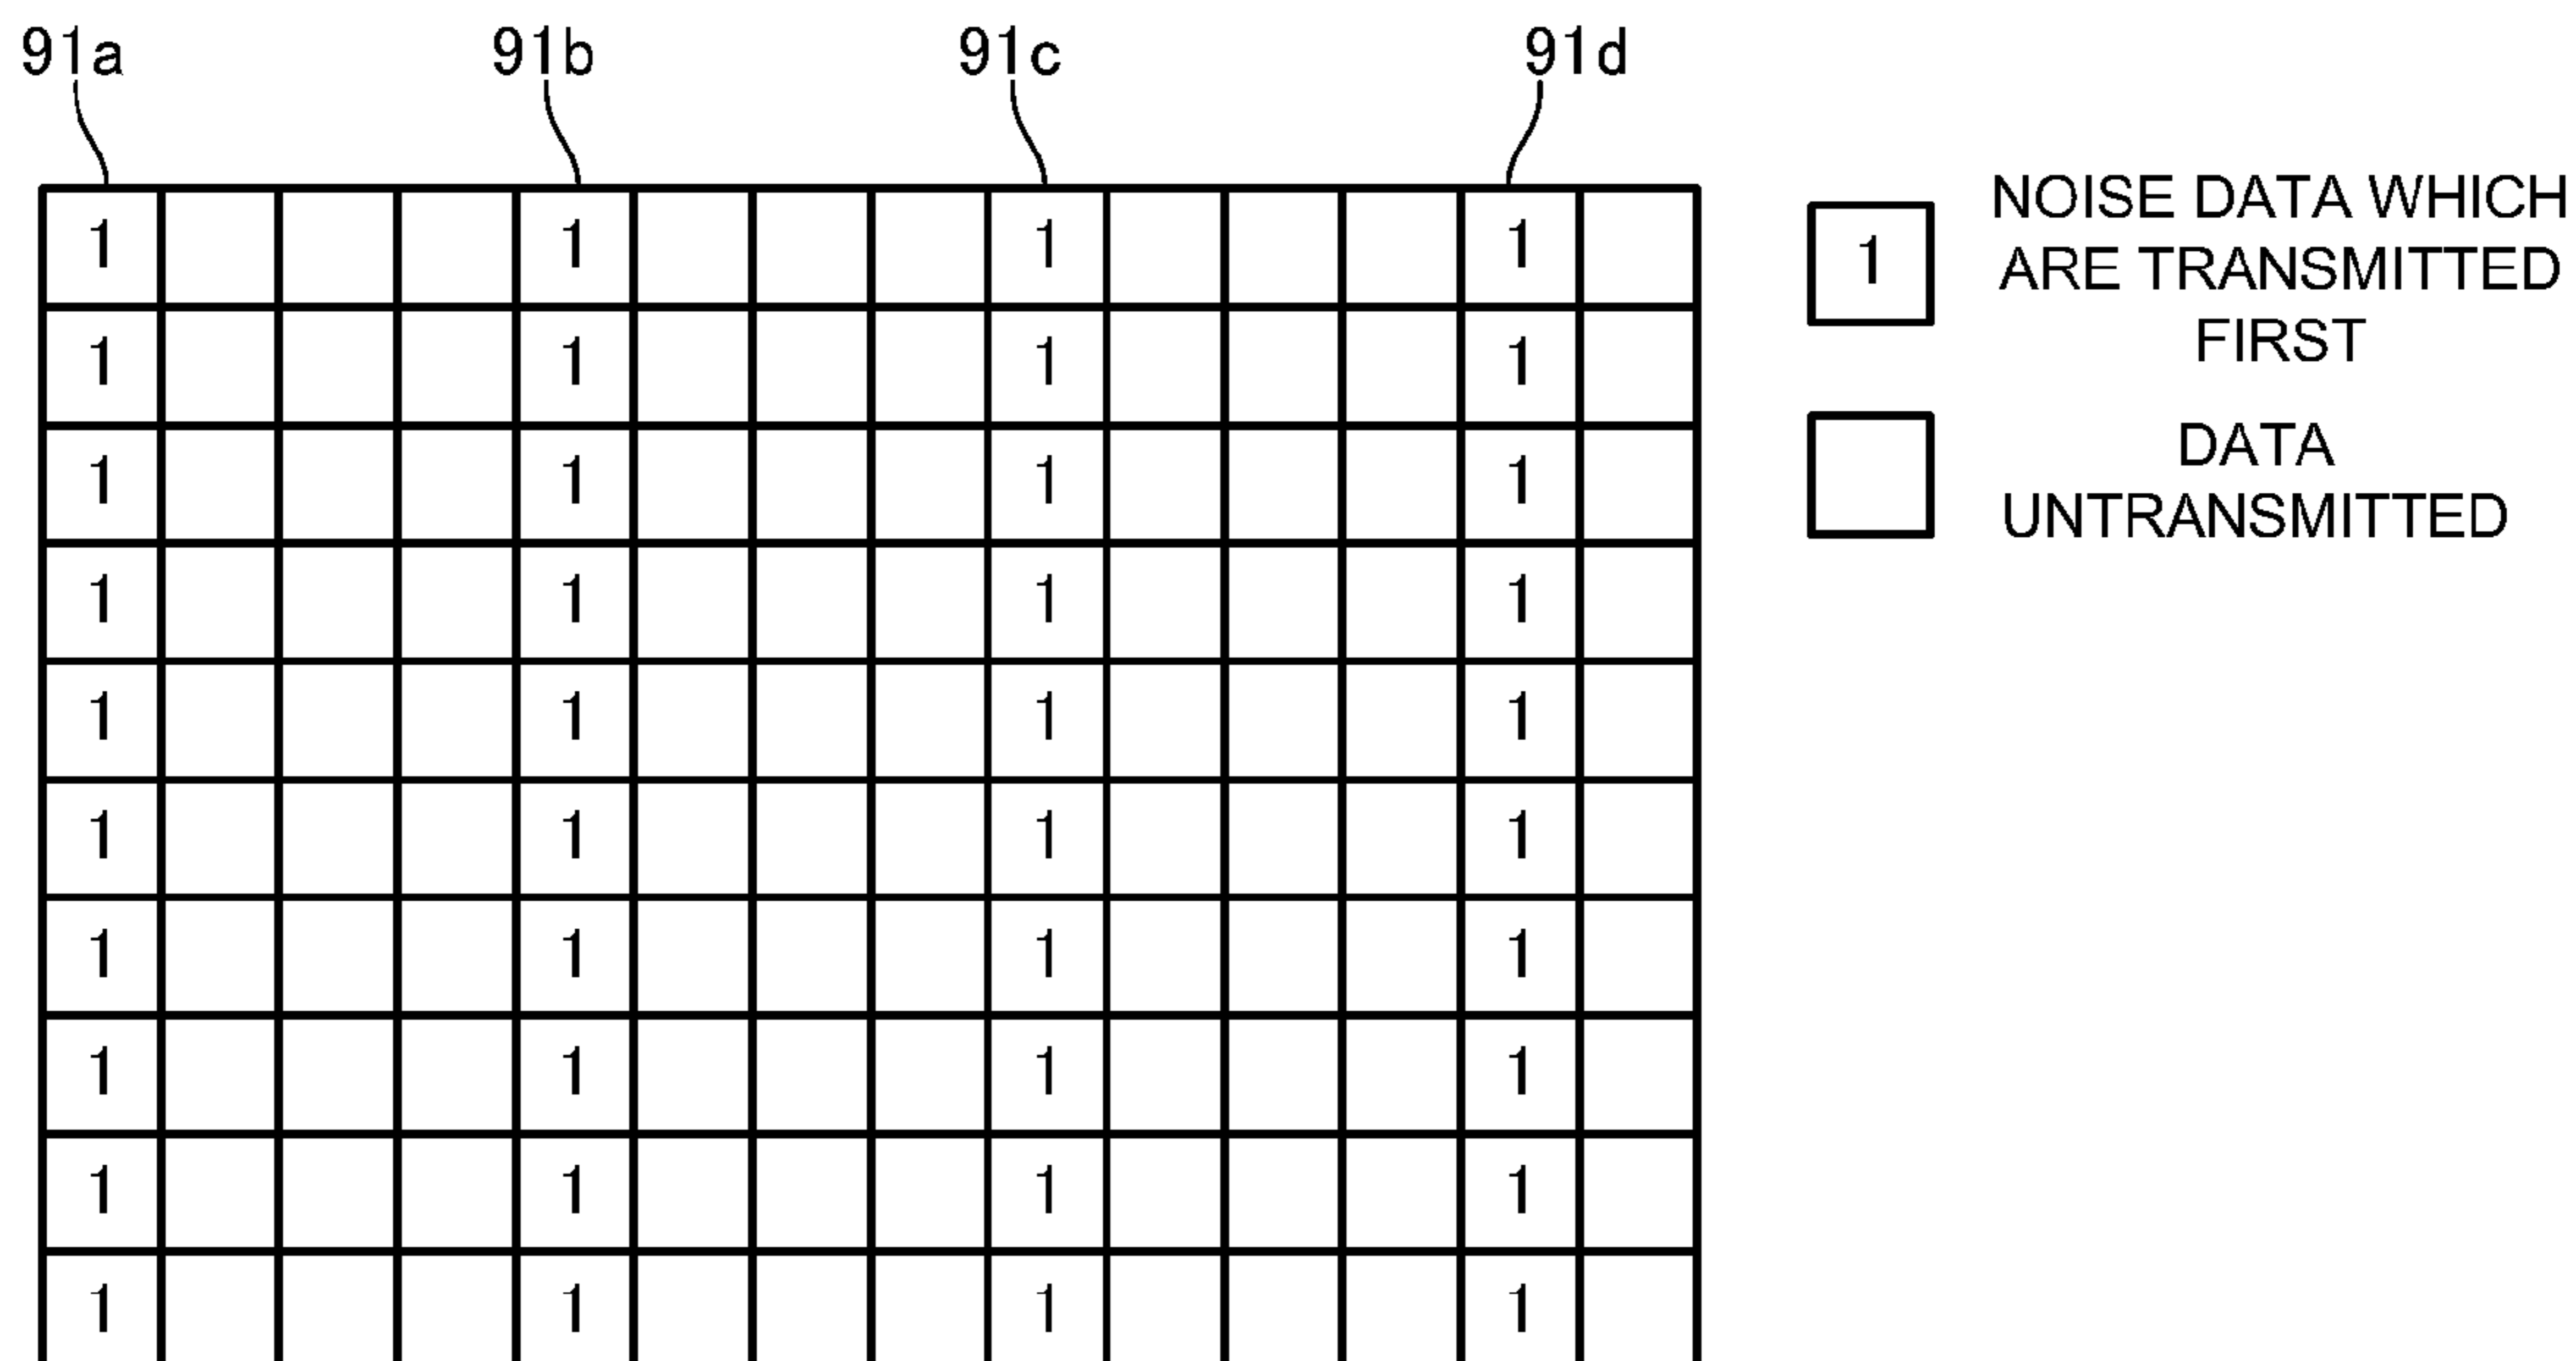 91a 91b 91c 91d
1 1 1 1
1 1 1 1
1 1 1 1
1 1 1 1
1 1 1 1
1 1 1 1
1 1 1 1
1 1 1 1
1 1 1 1
1 1 1 1
1
NOISE DATA WHICH
ARE TRANSMITTED
FIRST
DATA
UNTRANSMITTED